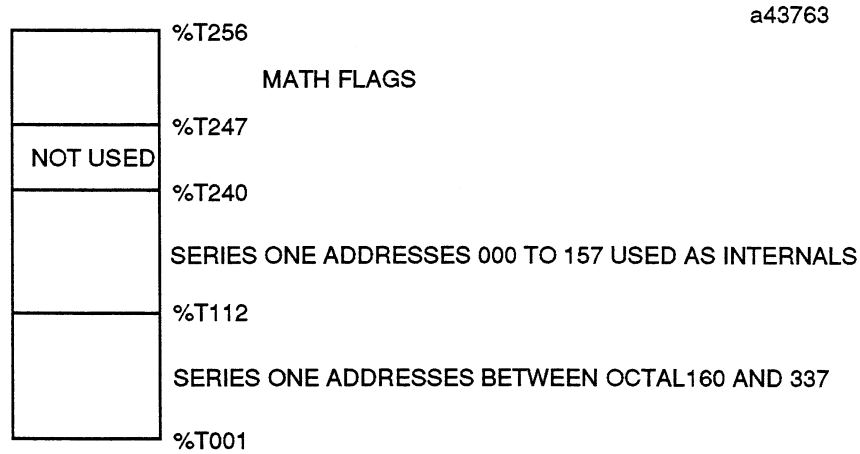 a43763
%T256
MATH FLAGS
%T247
NOT USED
%T240
SERIES ONE ADDRESSES 000 TO 157 USED AS INTERNALS
%T112
SERIES ONE ADDRESSES BETWEEN OCTAL160 AND 337
%T001